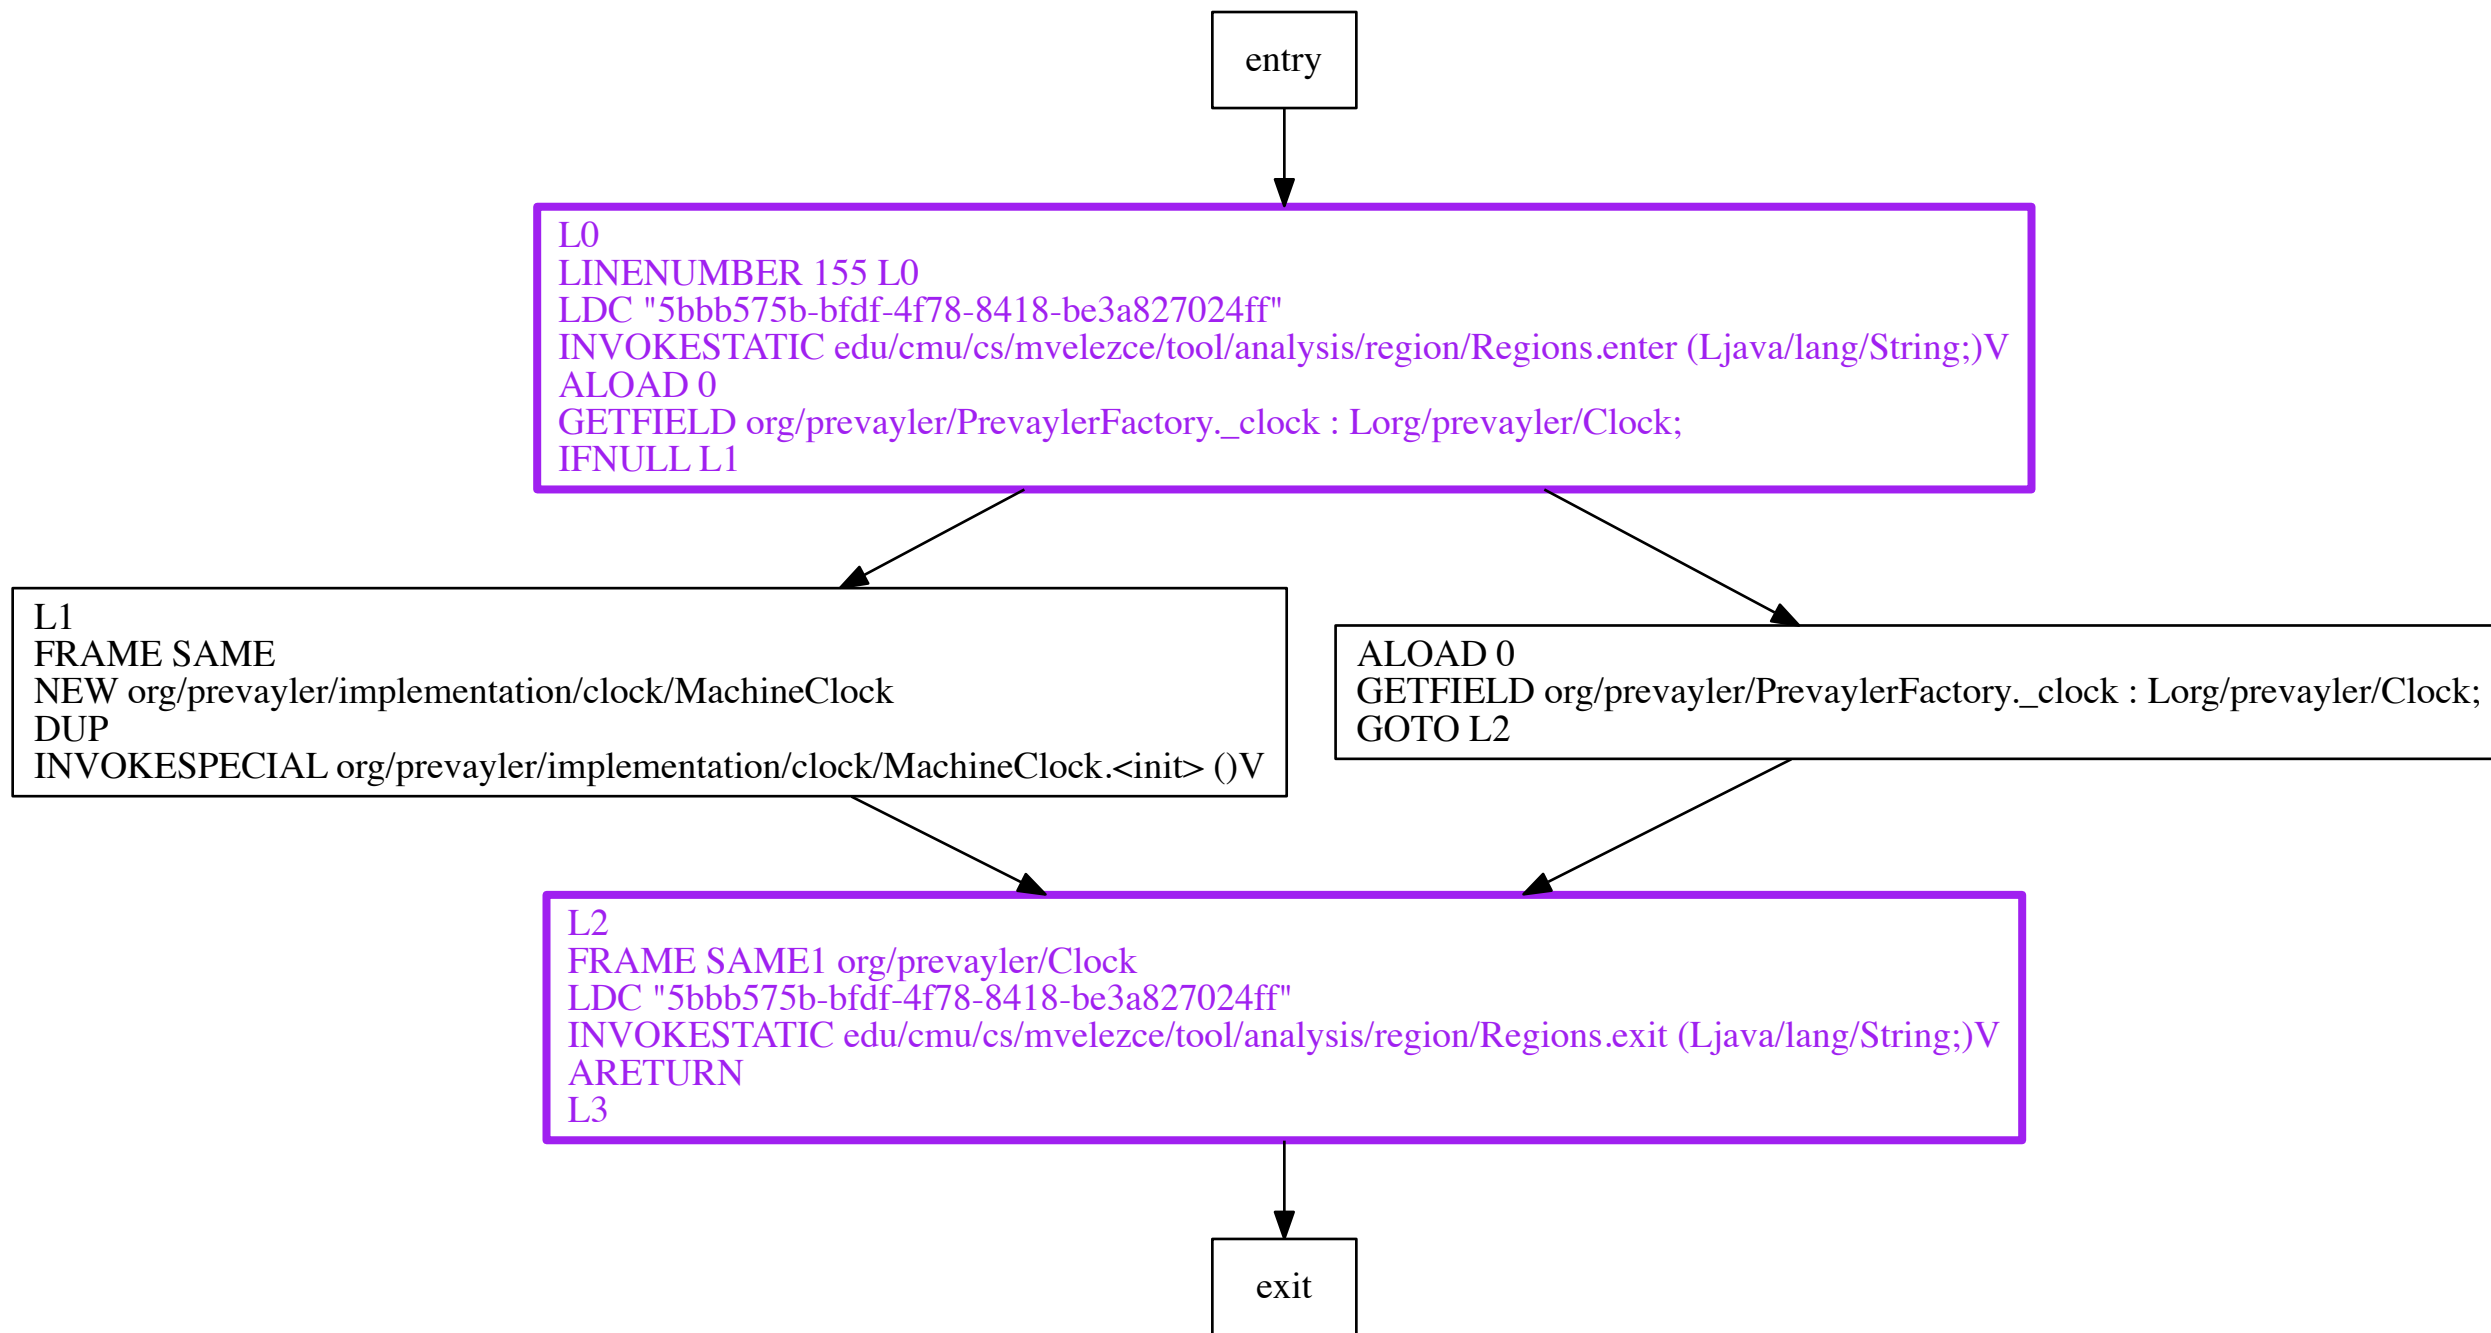 entry
L0
LINENUMBER 155 L0
LDC "5bbb575b-bfdf-4f78-8418-be3a827024ff"
INVOKESTATIC edu/cmu/cs/mvelezce/tool/analysis/region/Regions.enter (Ljava/lang/String;)V
ALOAD 0
GETFIELD org/prevayler/PrevaylerFactory._clock : Lorg/prevayler/Clock;
IFNULL L1
L1
FRAME SAME
NEW org/prevayler/implementation/clock/MachineClock
DUP
INVOKESPECIAL org/prevayler/implementation/clock/MachineClock.<init> ()V
ALOAD 0
GETFIELD org/prevayler/PrevaylerFactory._clock : Lorg/prevayler/Clock;
GOTO L2
L2
FRAME SAME1 org/prevayler/Clock
LDC "5bbb575b-bfdf-4f78-8418-be3a827024ff"
INVOKESTATIC edu/cmu/cs/mvelezce/tool/analysis/region/Regions.exit (Ljava/lang/String;)V
ARETURN
L3
exit